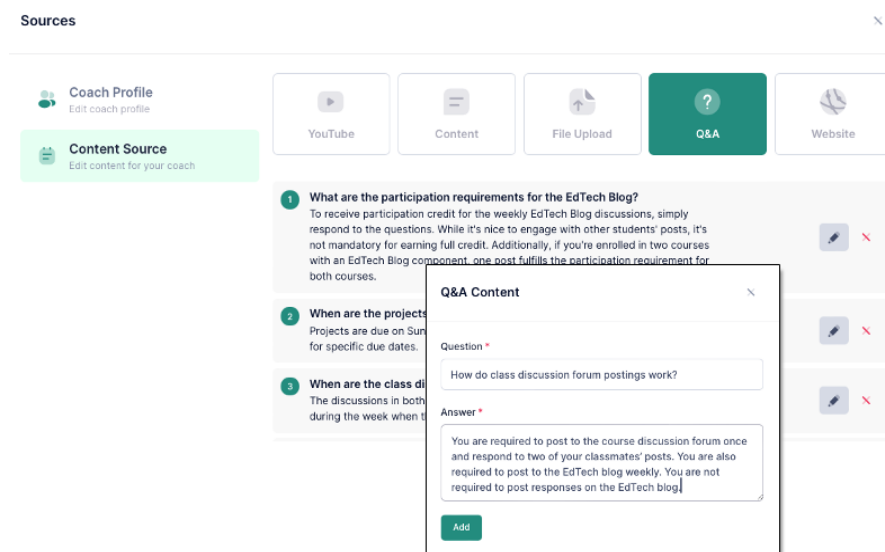 Sources
Coach Profile
Edit coach profile
Content Source
Edit content for your coach
YouTube
Content
File Upload
?
Q&A
Website
1
What are the participation requirements for the EdTech Blog?
To receive participation credit for the weekly EdTech Blog discussions, simply
respond to the questions. While it's nice to engage with other students' posts, it's
not mandatory for earning full credit. Additionally, if you're enrolled in two courses
with an EdTech Blog component, one post fulfills the participation requirement for
both courses.
2
When are the projects
Projects are due on Sun
for specific due dates.
3
When are the class di
The discussions in both
during the week when
Q&A Content
Question *
How do class discussion forum postings work?
Answer *
You are required to post to the course discussion forum once
and respond to two of your classmates' posts. You are also
required to post to the EdTech blog weekly. You are not
required to post responses on the EdTech blog.
Add